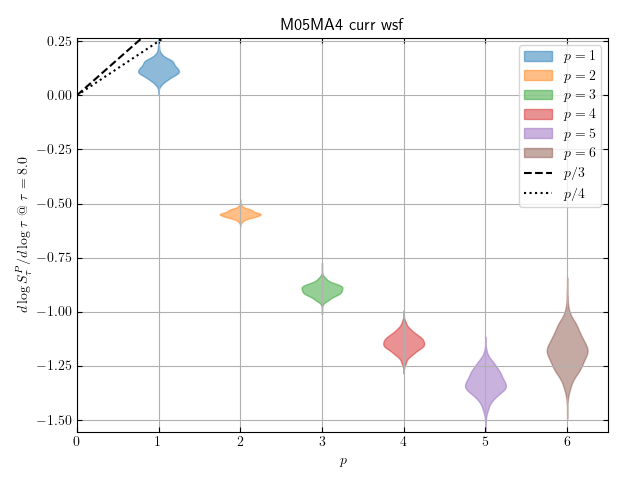 M05MA4 curr wsf
0.25
0.00
−0.25
−0.50
−0.75
−1.00
−1.25
−1.50
d log S_τ^P / d log τ @ τ = 8.0
0 1 2 3 4 5 6
p
p = 1
p = 2
p = 3
p = 4
p = 5
p = 6
p/3
p/4